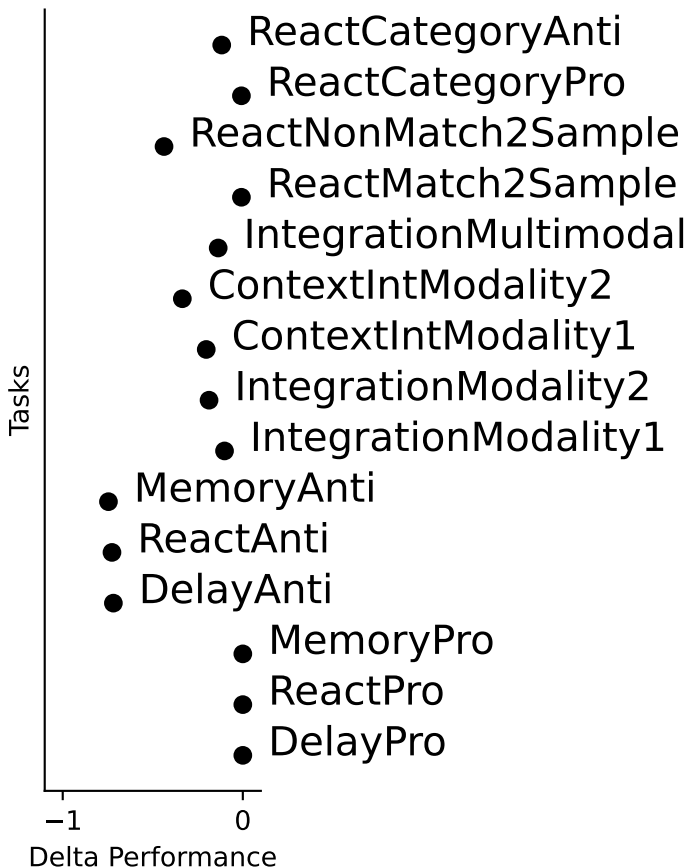 ReactCategoryAnti
ReactCategoryPro
ReactNonMatch2Sample
ReactMatch2Sample
IntegrationMultimodal
ContextIntModality2
ContextIntModality1
IntegrationModality2
IntegrationModality1
MemoryAnti
ReactAnti
DelayAnti
MemoryPro
ReactPro
DelayPro
Tasks
−1 0
Delta Performance